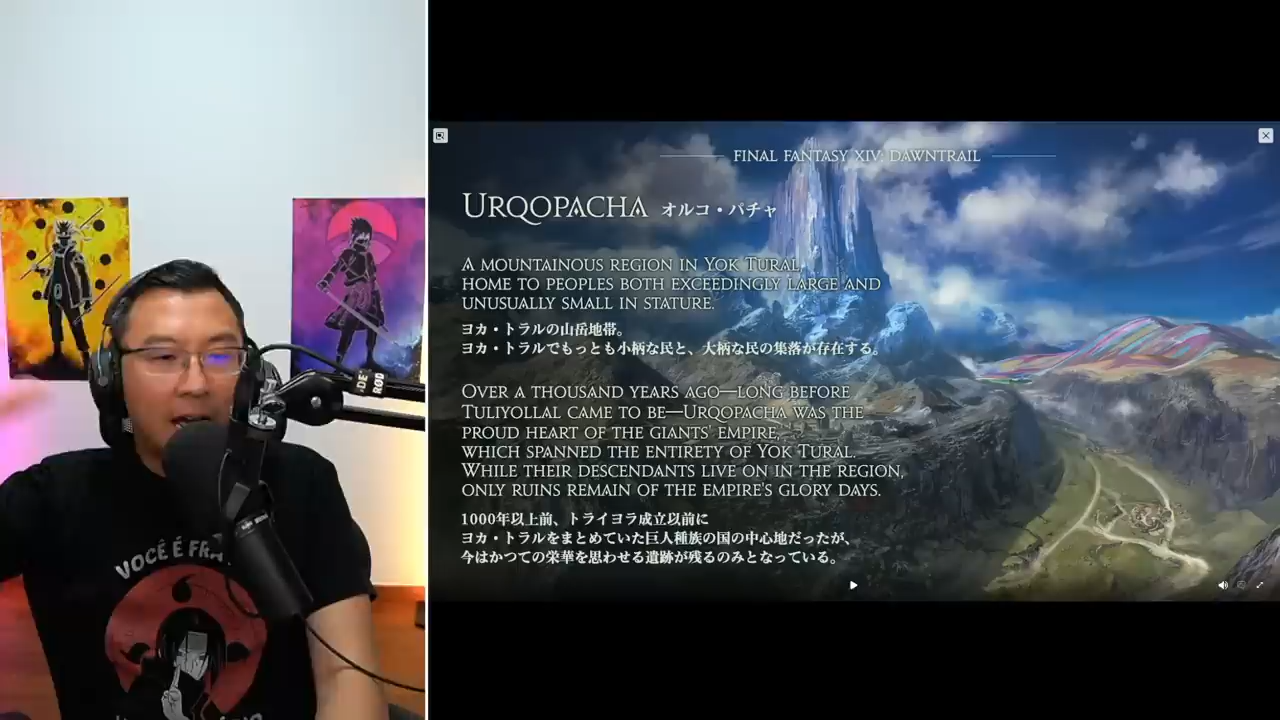 FINAL FANTASY XIV: DAWNTRAIL
URQOPACHA オルコ・パチャ
A MOUNTAINOUS REGION IN YOK TURAL,
HOME TO PEOPLES BOTH EXCEEDINGLY LARGE AND
UNUSUALLY SMALL IN STATURE.
ヨカ・トラルの山岳地帯。
ヨカ・トラルでもっとも小柄な民と、大柄な民の集落が存在する。
OVER A THOUSAND YEARS AGO—LONG BEFORE
TULIYOLLAL CAME TO BE—URQOPACHA WAS THE
PROUD HEART OF THE GIANTS' EMPIRE,
WHICH SPANNED THE ENTIRETY OF YOK TURAL.
WHILE THEIR DESCENDANTS LIVE ON IN THE REGION,
ONLY RUINS REMAIN OF THE EMPIRE'S GLORY DAYS.
1000年以上前、トライヨラ成立以前に
ヨカ・トラルをまとめていた巨人種族の国の中心地だったが、
今はかつての栄華を思わせる遺跡が残るのみとなっている。
VOCÊ É